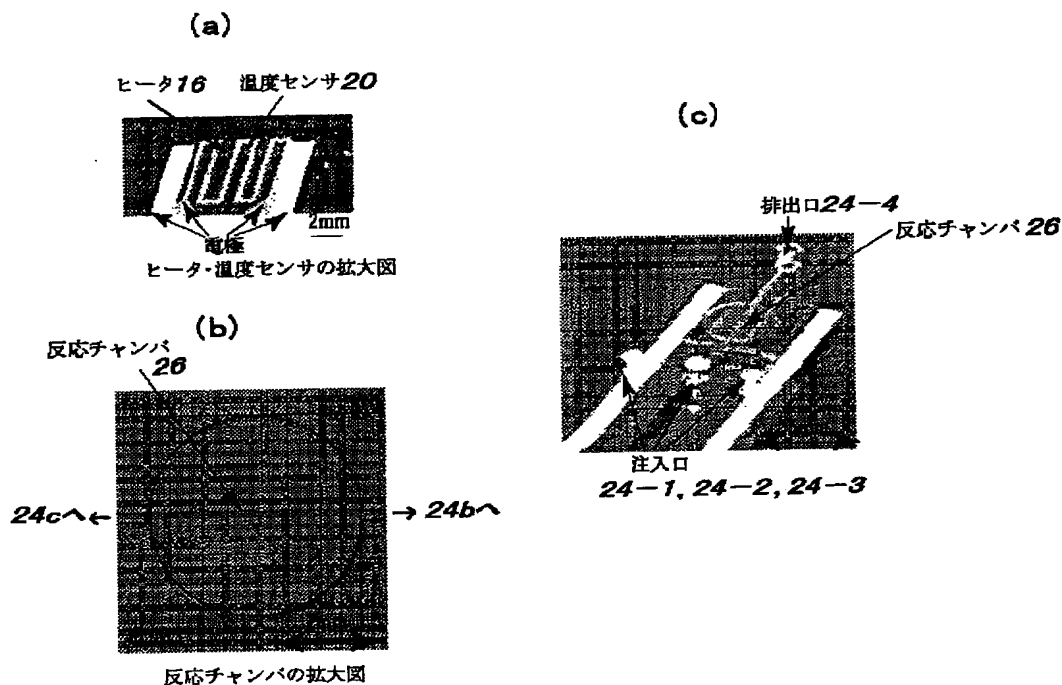 (a)
ヒータ16 温度センサ20
電極
2mm
ヒータ・温度センサの拡大図
(b)
反応チャンバ
26
24cへ← → 24bへ
反応チャンバの拡大図
(c)
排出口24-4
反応チャンバ 26
注入口
24-1, 24-2, 24-3